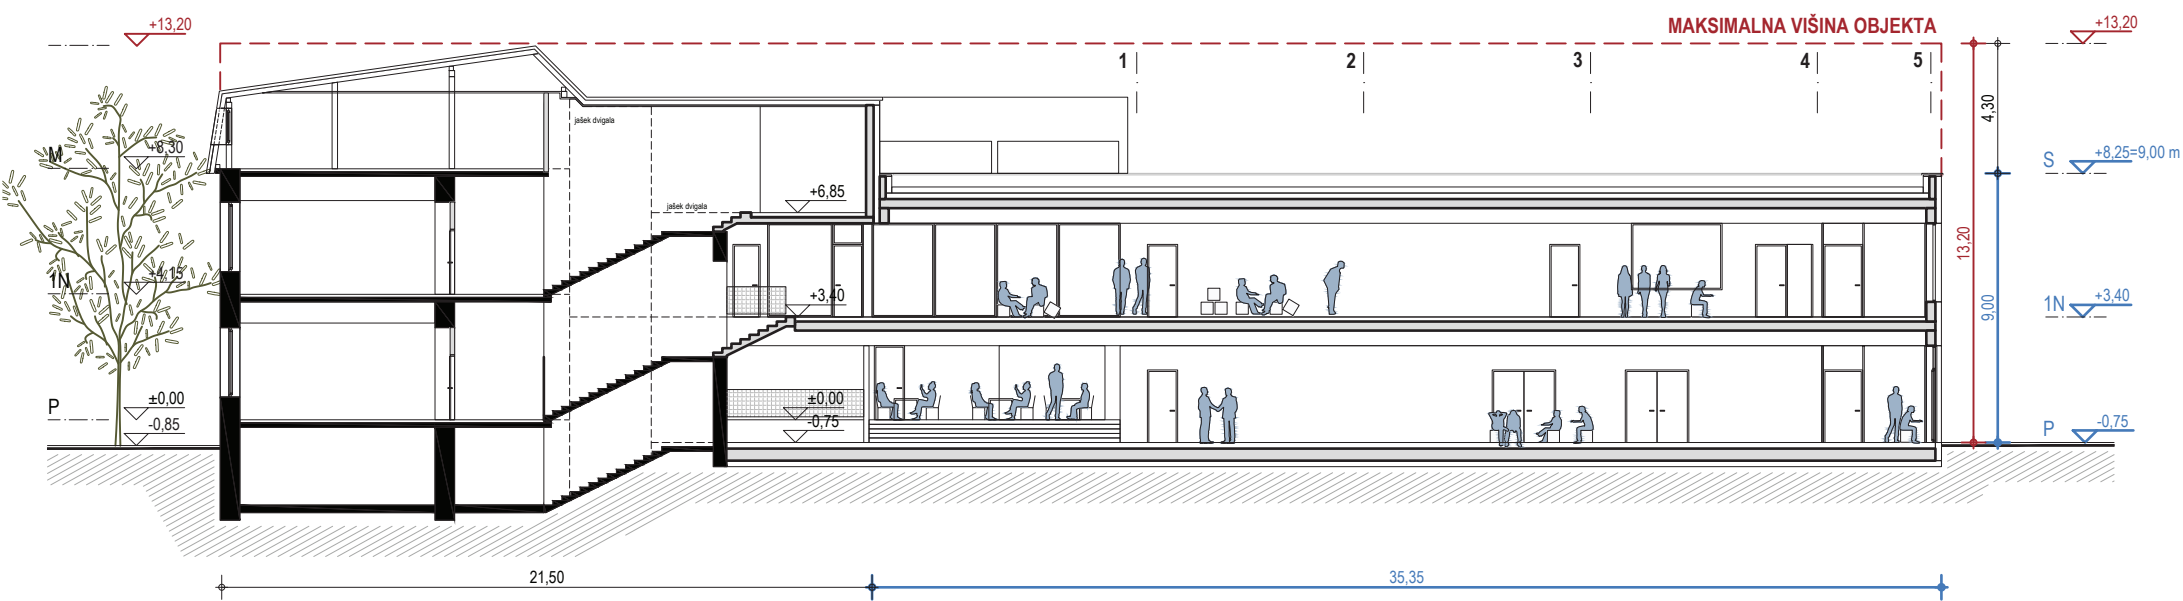 +13,20
MAKSIMALNA VIŠINA OBJEKTA
+13,20
1
2
3
4
5
4,30
jašek dvigala
M
+8,30
S
+8,25=9,00 m
+6,85
jašek dvigala
13,20
1N
+4,15
+3,40
9,00
1N
+3,40
P
±0,00
-0,85
±0,00
-0,75
P
-0,75
21,50
35,35